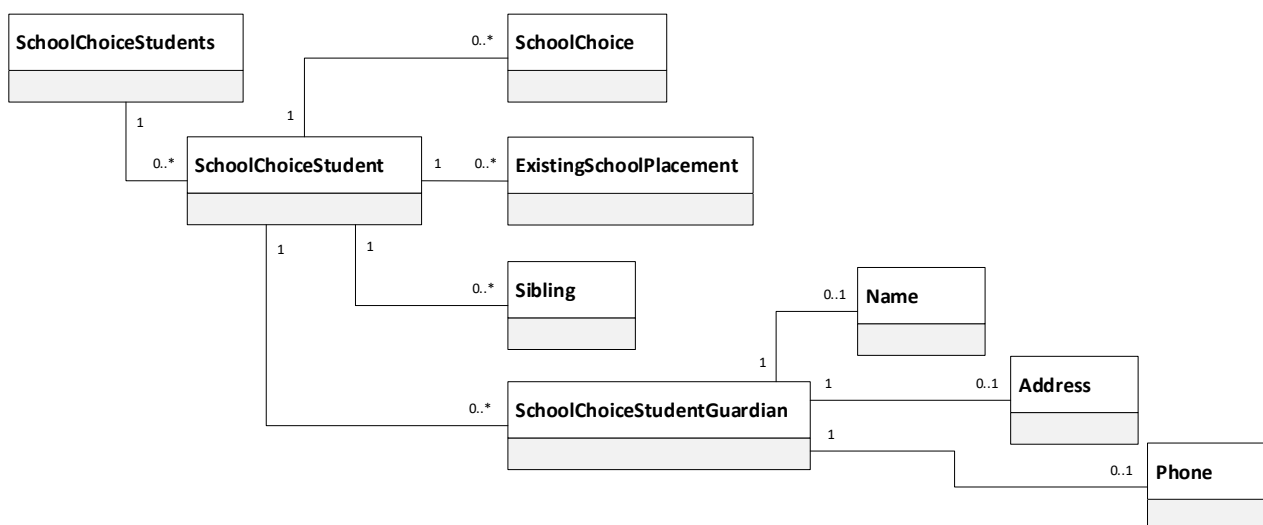 SchoolChoiceStudents
0..*
SchoolChoice
1
1
0..*
SchoolChoiceStudent
1
0..*
ExistingSchoolPlacement
1
1
0..*
Sibling
0..1
Name
1
0..*
SchoolChoiceStudentGuardian
1
0..1
Address
1
0..1
Phone